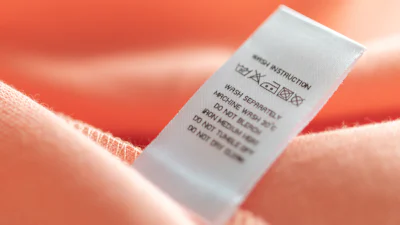 WASH INSTRUCTION
WASH SEPARATELY
MACHINE WASH 30°C
DO NOT BLEACH
IRON MEDIUM HEAT
DO NOT TUMBLE DRY
DO NOT DRY CLEAN